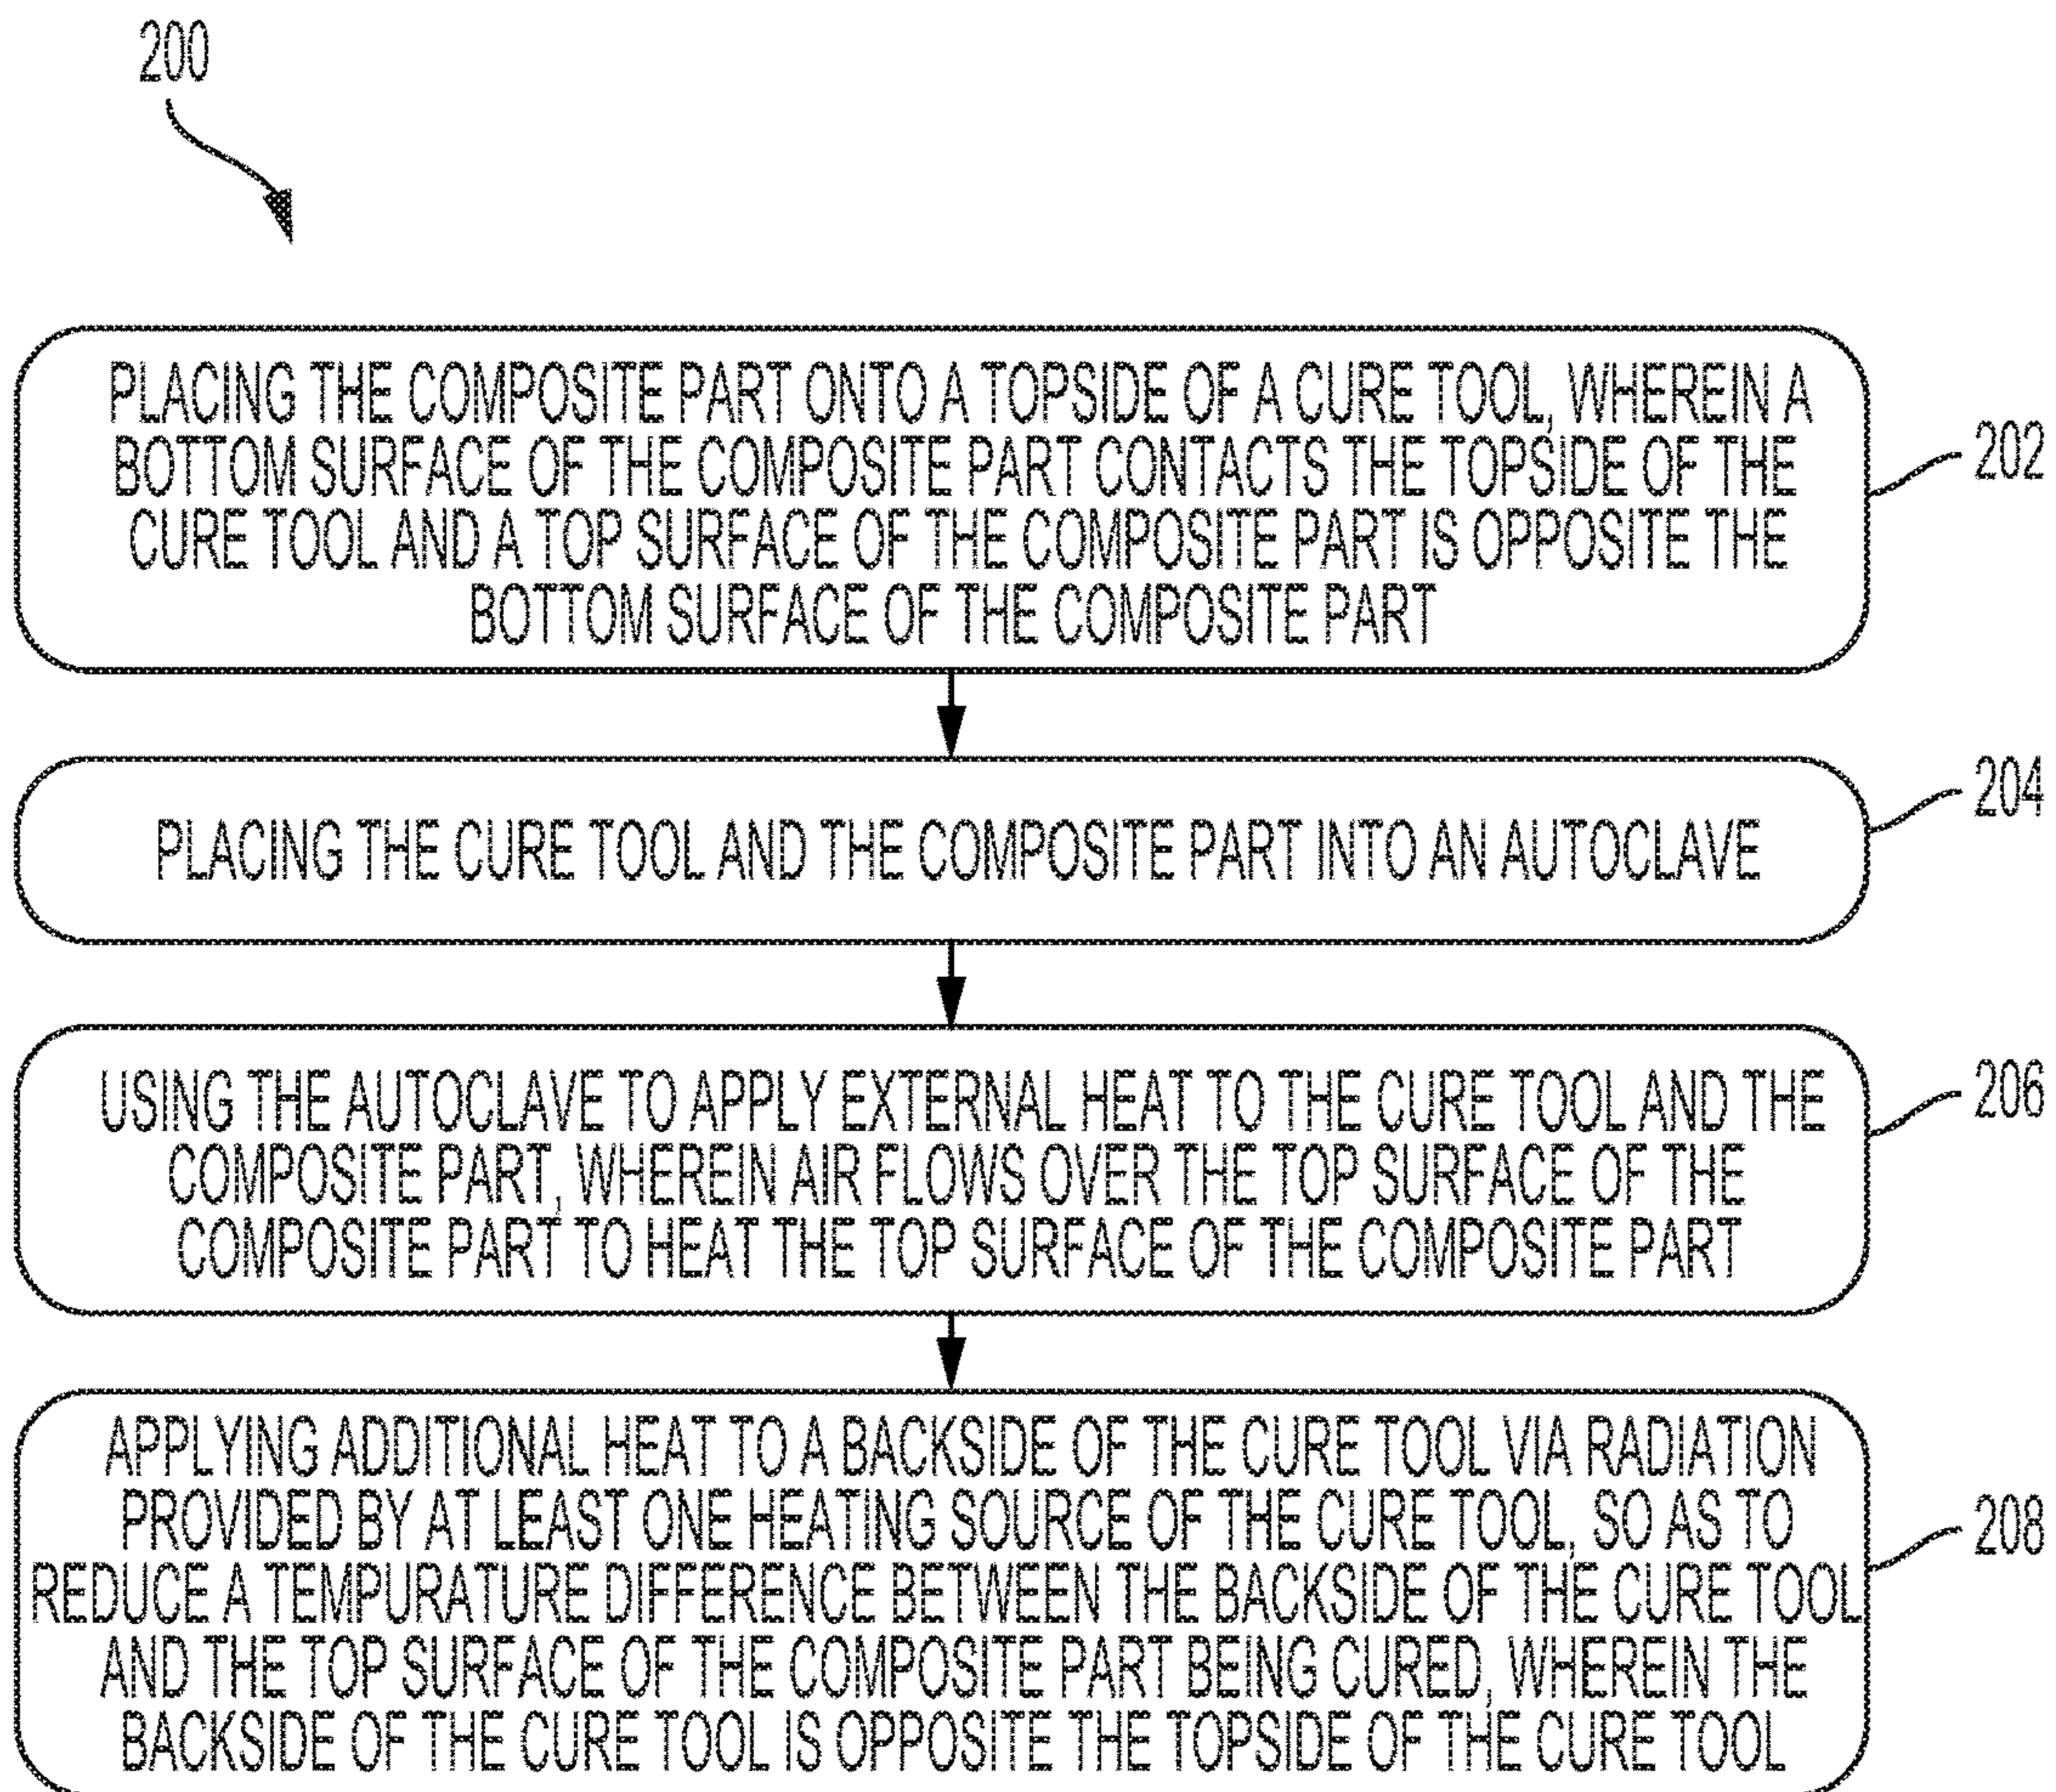 200
PLACING THE COMPOSITE PART ONTO A TOPSIDE OF A CURE TOOL, WHEREIN A
BOTTOM SURFACE OF THE COMPOSITE PART CONTACTS THE TOPSIDE OF THE
CURE TOOL AND A TOP SURFACE OF THE COMPOSITE PART IS OPPOSITE THE
BOTTOM SURFACE OF THE COMPOSITE PART
202
PLACING THE CURE TOOL AND THE COMPOSITE PART INTO AN AUTOCLAVE
204
USING THE AUTOCLAVE TO APPLY EXTERNAL HEAT TO THE CURE TOOL AND THE
COMPOSITE PART, WHEREIN AIR FLOWS OVER THE TOP SURFACE OF THE
COMPOSITE PART TO HEAT THE TOP SURFACE OF THE COMPOSITE PART
206
APPLYING ADDITIONAL HEAT TO A BACKSIDE OF THE CURE TOOL VIA RADIATION
PROVIDED BY AT LEAST ONE HEATING SOURCE OF THE CURE TOOL, SO AS TO
REDUCE A TEMPURATURE DIFFERENCE BETWEEN THE BACKSIDE OF THE CURE TOOL
AND THE TOP SURFACE OF THE COMPOSITE PART BEING CURED, WHEREIN THE
BACKSIDE OF THE CURE TOOL IS OPPOSITE THE TOPSIDE OF THE CURE TOOL
208